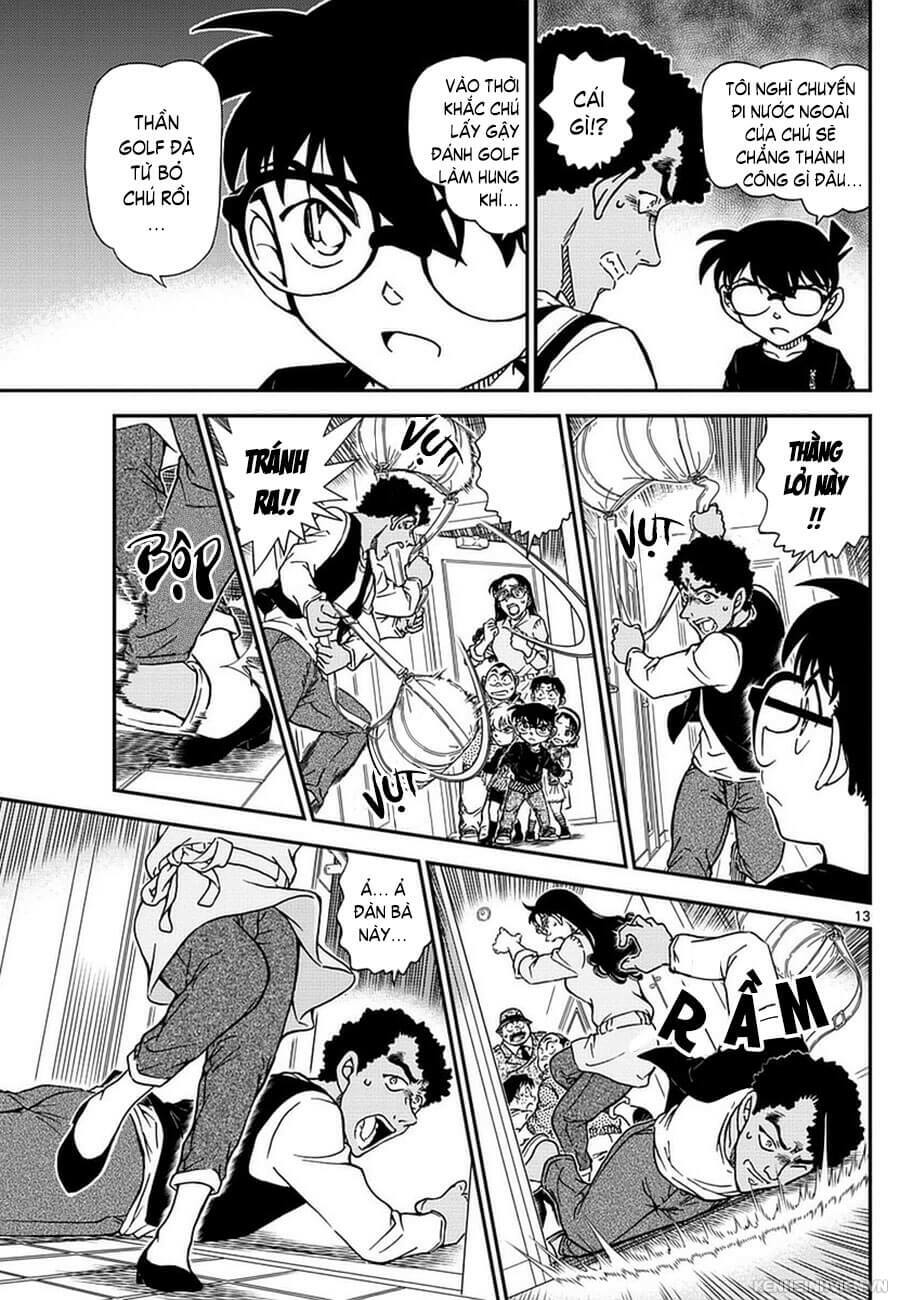 TÔI NGHĨ CHUYẾN
ĐI NƯỚC NGOÀI
CỦA CHÚ SẼ
CHẲNG THÀNH
CÔNG GÌ ĐÂU...
CÁI
GÌ!?
VÀO THỜI
KHẮC CHÚ
LẤY GẬY
ĐÁNH GOLF
LÀM HUNG
KHÍ...
THẦN
GOLF ĐÃ
TỪ BỎ
CHÚ RỒI
...
THẰNG
LỎI NÀY
!!
VỤT
VỤT
TRÁNH
RA!!
VỤT
BỘP
13
RẦM
Ả... Ả
ĐÀN BÀ
NÀY...